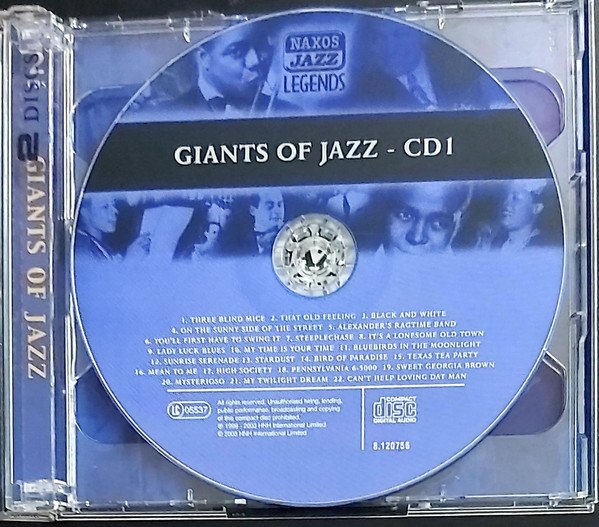 NAXOS
JAZZ
LEGENDS
GIANTS OF JAZZ - CD1
1. THREE BLIND MICE 2. THAT OLD FEELING 3. BLACK AND WHITE
4. ON THE SUNNY SIDE OF THE STREET 5. ALEXANDER'S RAGTIME BAND
6. YOU'LL FIRST HAVE TO SWING IT 7. STEEPLECHASE 8. IT'S A LONESOME OLD TOWN
9. LADY LUCK BLUES 10. MY TIME IS YOUR TIME 11. BLUEBIRDS IN THE MOONLIGHT
12. SUNRISE SERENADE 13. STARDUST 14. BIRD OF PARADISE 15. TEXAS TEA PARTY
16. MEAN TO ME 17. HIGH SOCIETY 18. PENNSYLVANIA 6-5000 19. SWEET GEORGIA BROWN
20. MYSTERIOSO 21. MY TWILIGHT DREAM 22. CAN'T HELP LOVING DAT MAN
LC 05537
All rights reserved. Unauthorised hiring, lending,
public performance, broadcasting and copying
of this compact disc prohibited.
℗ 1999 - 2003 HNH International Limited
© 2003 HNH International Limited
COMPACT
disc
DIGITAL AUDIO
8.120756
2 DISCS
GIANTS OF JAZZ